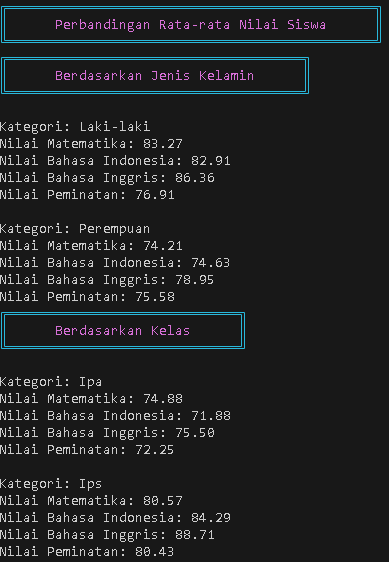 Perbandingan Rata-rata Nilai Siswa
Berdasarkan Jenis Kelamin
Kategori: Laki-laki
Nilai Matematika: 83.27
Nilai Bahasa Indonesia: 82.91
Nilai Bahasa Inggris: 86.36
Nilai Peminatan: 76.91
Kategori: Perempuan
Nilai Matematika: 74.21
Nilai Bahasa Indonesia: 74.63
Nilai Bahasa Inggris: 78.95
Nilai Peminatan: 75.58
Berdasarkan Kelas
Kategori: Ipa
Nilai Matematika: 74.88
Nilai Bahasa Indonesia: 71.88
Nilai Bahasa Inggris: 75.50
Nilai Peminatan: 72.25
Kategori: Ips
Nilai Matematika: 80.57
Nilai Bahasa Indonesia: 84.29
Nilai Bahasa Inggris: 88.71
Nilai Peminatan: 80.43